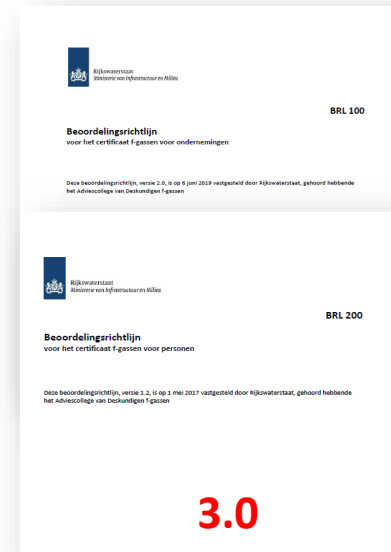 Rijkswaterstaat
Ministerie van Infrastructuur en Milieu
BRL 100
Beoordelingsrichtlijn
voor het certificaat f-gassen voor ondernemingen
Deze beoordelingsrichtlijn, versie 2.0, is op 6 juni 2019 vastgesteld door Rijkswaterstaat, gehoord hebbende
het Adviescollege van Deskundigen f-gassen
Rijkswaterstaat
Ministerie van Infrastructuur en Milieu
BRL 200
Beoordelingsrichtlijn
voor het certificaat f-gassen voor personen
Deze beoordelingsrichtlijn, versie 1.2, is op 1 mei 2017 vastgesteld door Rijkswaterstaat, gehoord hebbende
het Adviescollege van Deskundigen f-gassen
3.0